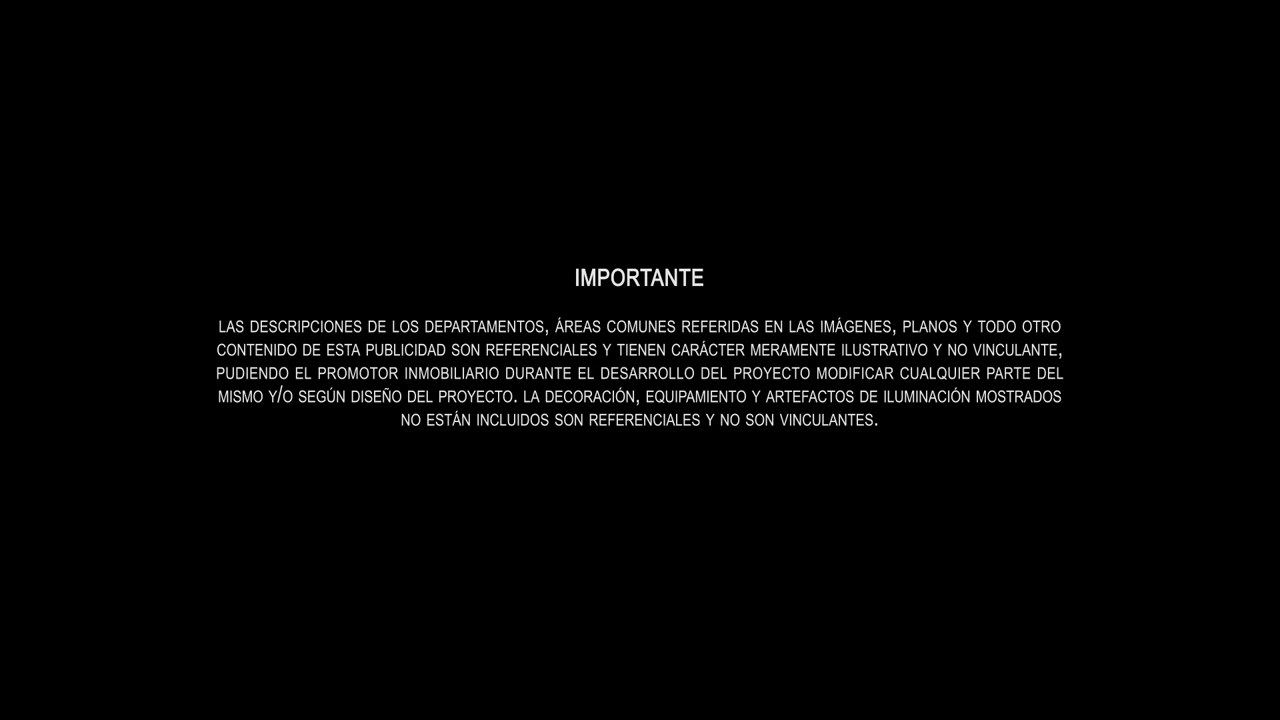 IMPORTANTE
LAS DESCRIPCIONES DE LOS DEPARTAMENTOS, ÁREAS COMUNES REFERIDAS EN LAS IMÁGENES, PLANOS Y TODO OTRO
CONTENIDO DE ESTA PUBLICIDAD SON REFERENCIALES Y TIENEN CARÁCTER MERAMENTE ILUSTRATIVO Y NO VINCULANTE,
PUDIENDO EL PROMOTOR INMOBILIARIO DURANTE EL DESARROLLO DEL PROYECTO MODIFICAR CUALQUIER PARTE DEL
MISMO Y/O SEGÚN DISEÑO DEL PROYECTO. LA DECORACIÓN, EQUIPAMIENTO Y ARTEFACTOS DE ILUMINACIÓN MOSTRADOS
NO ESTÁN INCLUIDOS SON REFERENCIALES Y NO SON VINCULANTES.